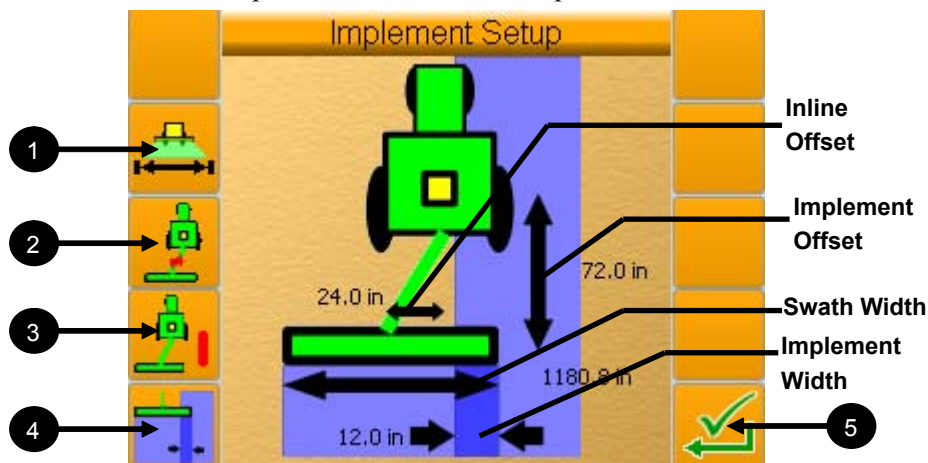 Implement Setup
Inline
Offset
1
Implement
Offset
2
72.0 in
24.0 in
Swath Width
3
Implement
Width
1180.8 in
4
12.0 in
5